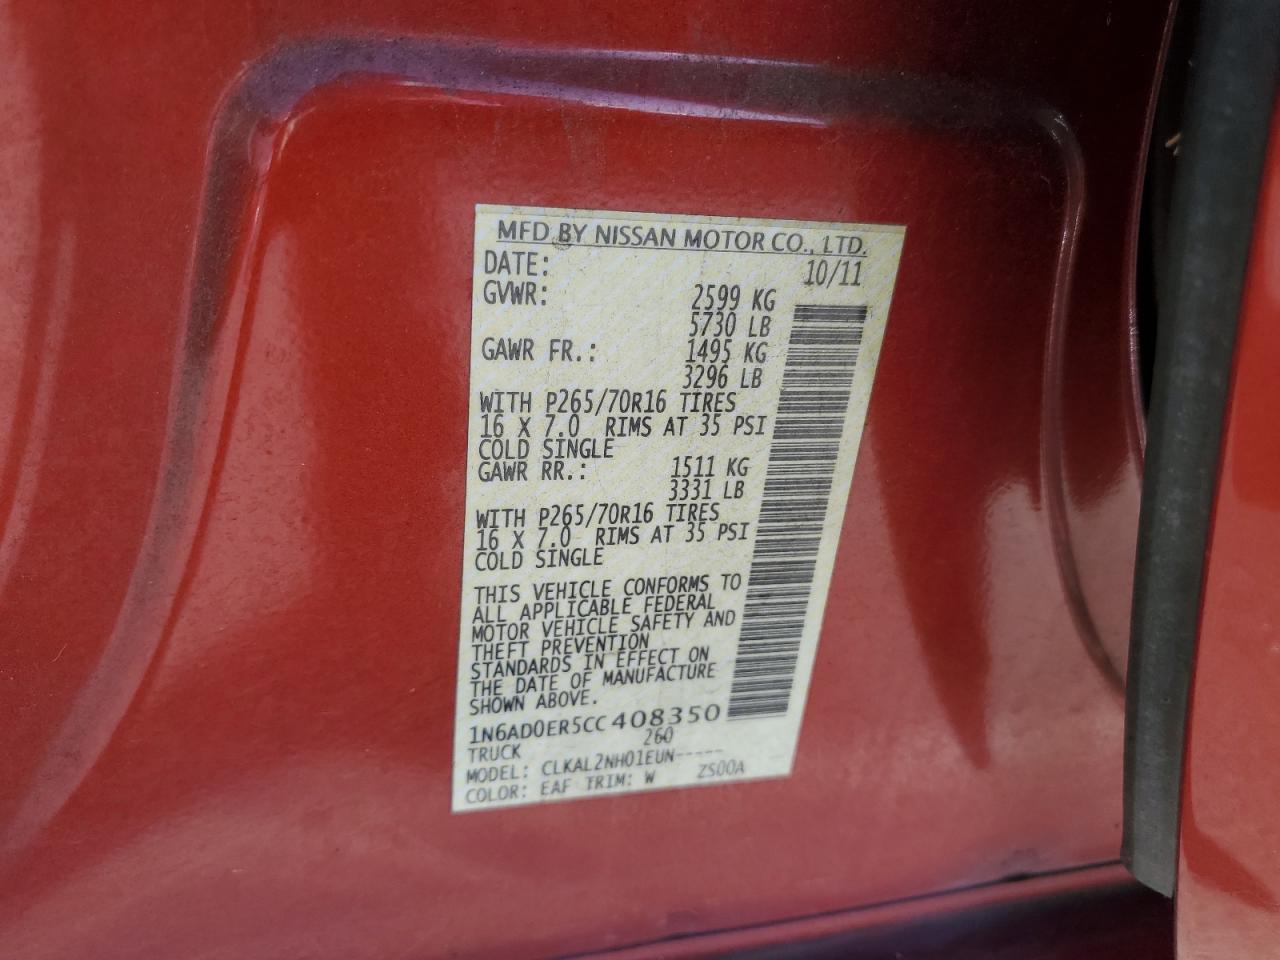 MFD BY NISSAN MOTOR CO., LTD.
DATE: 10/11
GVWR: 2599 KG
5730 LB
GAWR FR.: 1495 KG
3296 LB
WITH P265/70R16 TIRES
16 X 7.0 RIMS AT 35 PSI
COLD SINGLE
GAWR RR.: 1511 KG
3331 LB
WITH P265/70R16 TIRES
16 X 7.0 RIMS AT 35 PSI
COLD SINGLE
THIS VEHICLE CONFORMS TO
ALL APPLICABLE FEDERAL
MOTOR VEHICLE SAFETY AND
THEFT PREVENTION
STANDARDS IN EFFECT ON
THE DATE OF MANUFACTURE
SHOWN ABOVE.
1N6AD0ER5CC408350
TRUCK 260
MODEL: CLKAL2NH01EUN-----
COLOR: EAF TRIM: W ZS00A